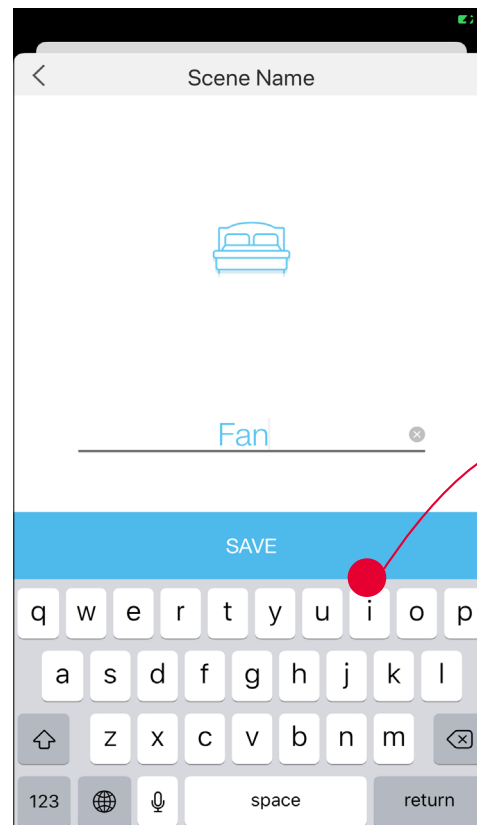 Scene Name
Fan
SAVE
q w e r t y u i o p
a s d f g h j k l
z x c v b n m
123 space return